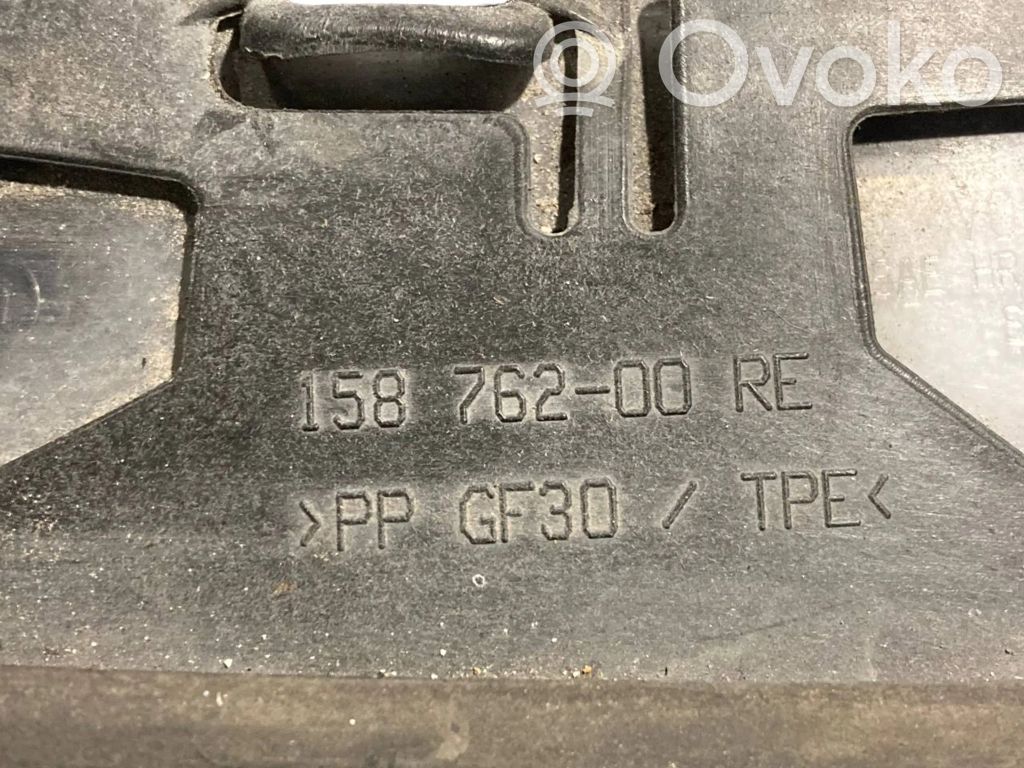 Ovoko
158 762-00 RE
>PP GF30 / TPE<